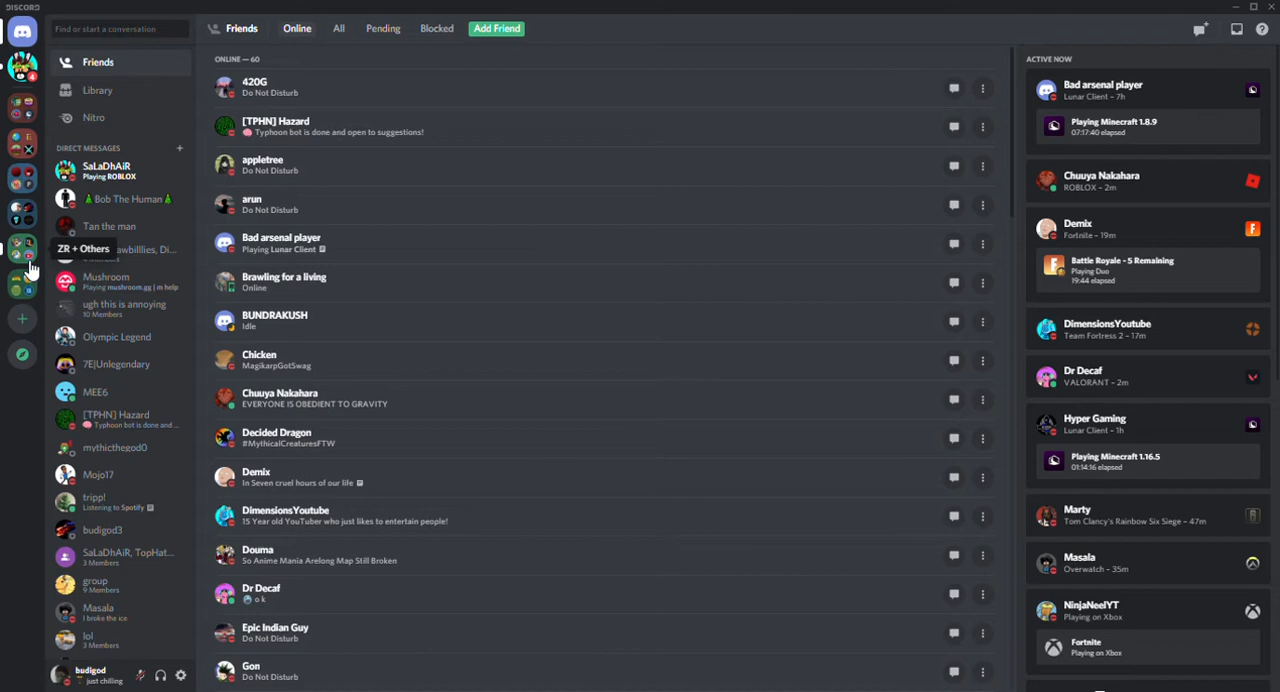 DISCORD
Find or start a conversation
Friends
Library
Nitro
DIRECT MESSAGES
SaLaDhAiR
Playing ROBLOX
Bob The Human
Tan the man
ZR + Others
Mushroom
Playing mushroom.gg | m help
ugh this is annoying
10 Members
Olympic Legend
7E|Unlegendary
MEE6
[TPHN] Hazard
Typhoon bot is done and ...
mythicthegod0
Mojo17
tripp!
Listening to Spotify
budigod3
SaLaDhAiR, TopHat...
3 Members
group
9 Members
Masala
I broke the ice
lol
3 Members
budigod
just chilling
Friends
Online
All
Pending
Blocked
Add Friend
ONLINE — 60
420G
Do Not Disturb
[TPHN] Hazard
Typhoon bot is done and open to suggestions!
appletree
Do Not Disturb
arun
Do Not Disturb
Bad arsenal player
Playing Lunar Client
Brawling for a living
Online
BUNDRAKUSH
Idle
Chicken
MagikarpGotSwag
Chuuya Nakahara
EVERYONE IS OBEDIENT TO GRAVITY
Decided Dragon
#MythicalCreaturesFTW
Demix
In Seven cruel hours of our life
DimensionsYoutube
15 Year old YouTuber who just likes to entertain people!
Douma
So Anime Mania Arelong Map Still Broken
Dr Decaf
o k
Epic Indian Guy
Do Not Disturb
Gon
Do Not Disturb
ACTIVE NOW
Bad arsenal player
Lunar Client – 7h
Playing Minecraft 1.8.9
07:17:40 elapsed
Chuuya Nakahara
ROBLOX – 2m
Demix
Fortnite – 19m
Battle Royale - 5 Remaining
Playing Duo
19:44 elapsed
DimensionsYoutube
Team Fortress 2 – 17m
Dr Decaf
VALORANT – 2m
Hyper Gaming
Lunar Client – 1h
Playing Minecraft 1.16.5
01:14:16 elapsed
Marty
Tom Clancy's Rainbow Six Siege – 47m
Masala
Overwatch – 35m
NinjaNeelYT
Playing on Xbox
Fortnite
Playing on Xbox